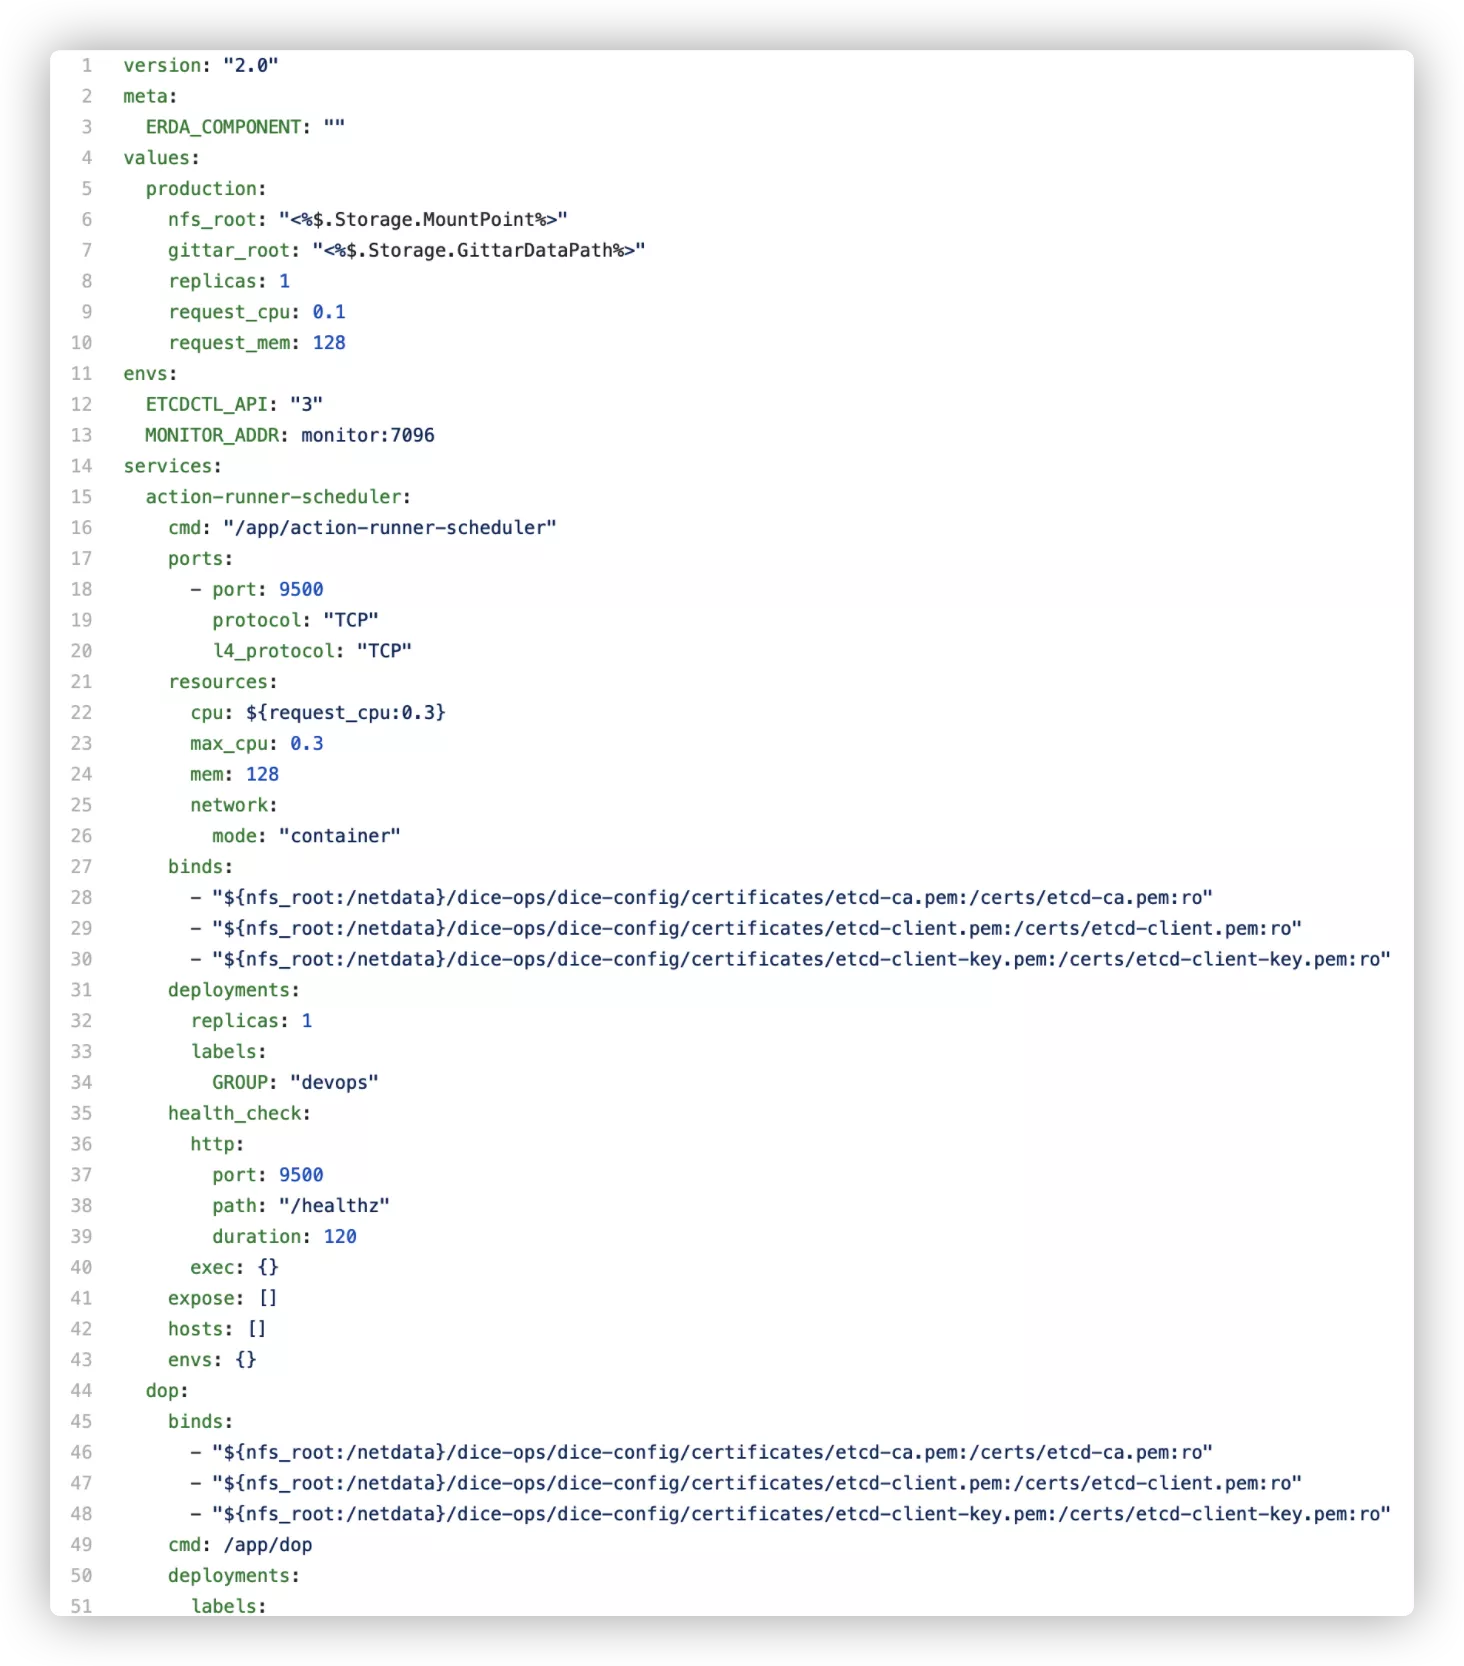 1 version: "2.0"
2 meta:
3   ERDA_COMPONENT: ""
4 values:
5   production:
6     nfs_root: "<%$.Storage.MountPoint%>"
7     gittar_root: "<%$.Storage.GittarDataPath%>"
8     replicas: 1
9     request_cpu: 0.1
10     request_mem: 128
11 envs:
12   ETCDCTL_API: "3"
13   MONITOR_ADDR: monitor:7096
14 services:
15   action-runner-scheduler:
16     cmd: "/app/action-runner-scheduler"
17     ports:
18       - port: 9500
19         protocol: "TCP"
20         l4_protocol: "TCP"
21     resources:
22       cpu: ${request_cpu:0.3}
23       max_cpu: 0.3
24       mem: 128
25       network:
26         mode: "container"
27     binds:
28       - "${nfs_root:/netdata}/dice-ops/dice-config/certificates/etcd-ca.pem:/certs/etcd-ca.pem:ro"
29       - "${nfs_root:/netdata}/dice-ops/dice-config/certificates/etcd-client.pem:/certs/etcd-client.pem:ro"
30       - "${nfs_root:/netdata}/dice-ops/dice-config/certificates/etcd-client-key.pem:/certs/etcd-client-key.pem:ro"
31     deployments:
32       replicas: 1
33       labels:
34         GROUP: "devops"
35     health_check:
36       http:
37         port: 9500
38         path: "/healthz"
39         duration: 120
40       exec: {}
41     expose: []
42     hosts: []
43     envs: {}
44   dop:
45     binds:
46       - "${nfs_root:/netdata}/dice-ops/dice-config/certificates/etcd-ca.pem:/certs/etcd-ca.pem:ro"
47       - "${nfs_root:/netdata}/dice-ops/dice-config/certificates/etcd-client.pem:/certs/etcd-client.pem:ro"
48       - "${nfs_root:/netdata}/dice-ops/dice-config/certificates/etcd-client-key.pem:/certs/etcd-client-key.pem:ro"
49     cmd: /app/dop
50     deployments:
51       labels: